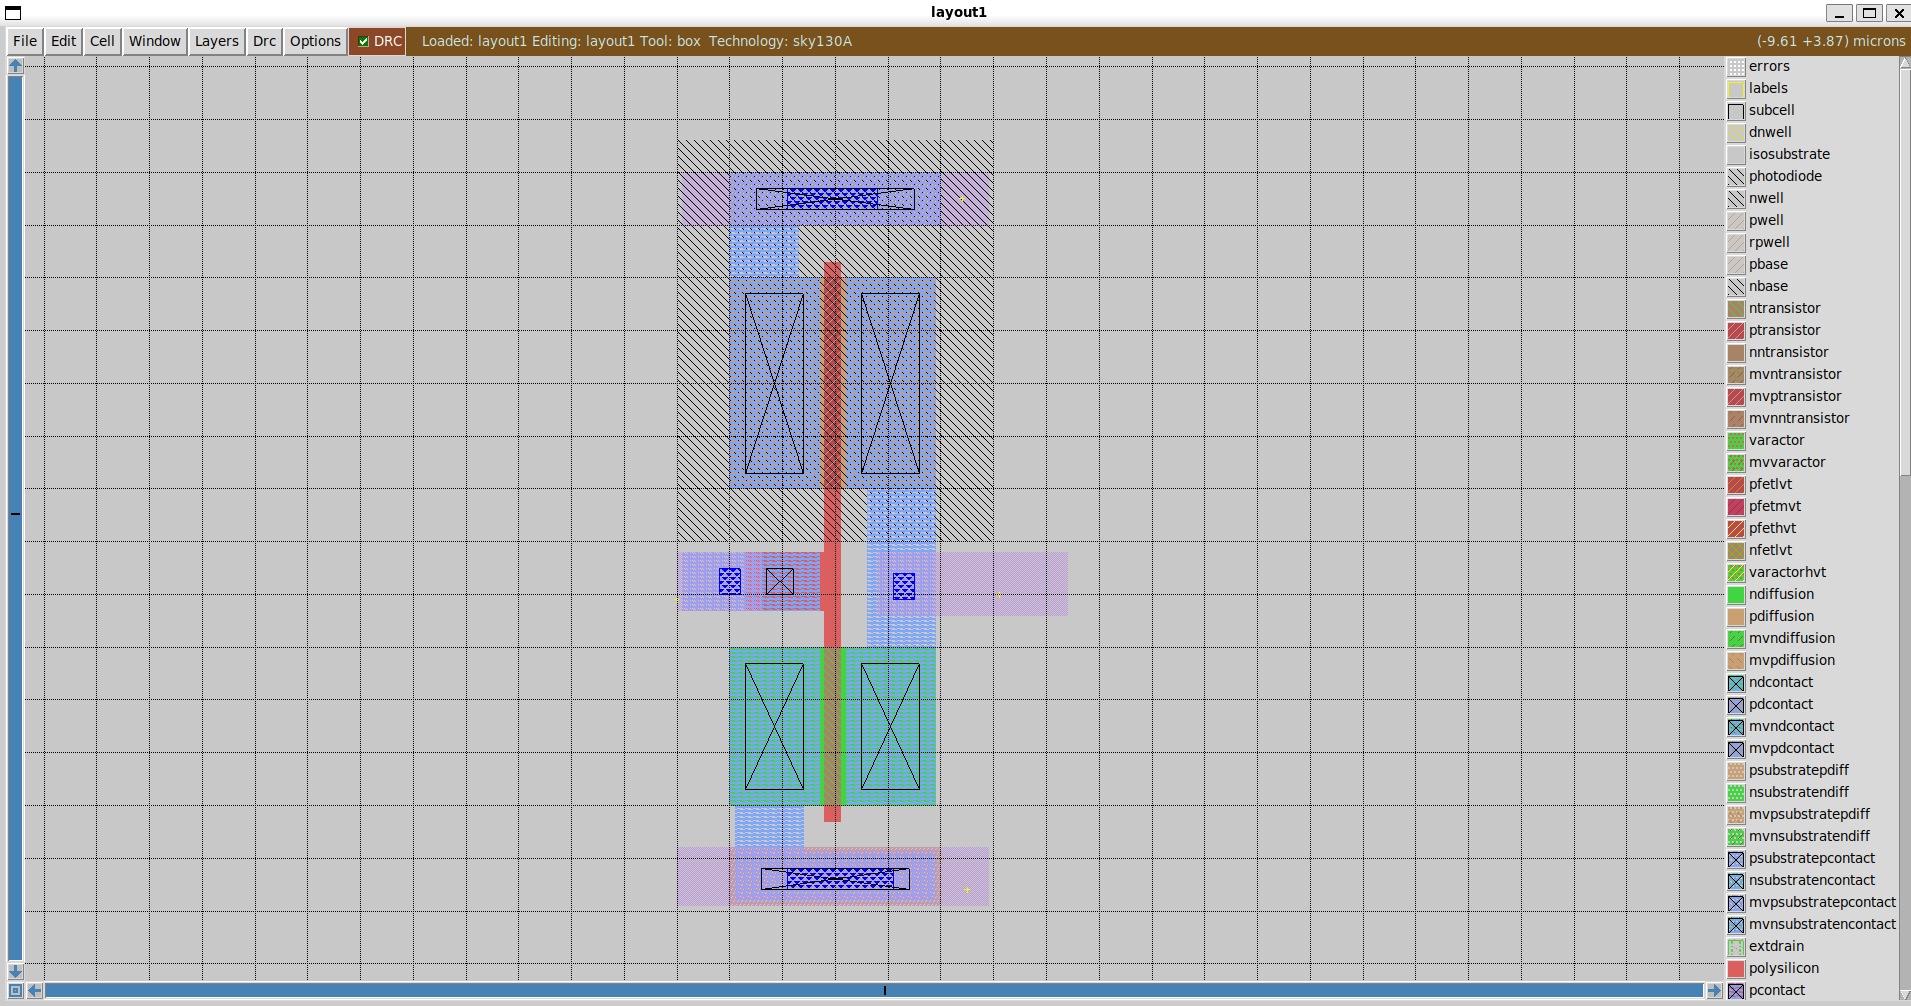 layout1
File Edit Cell Window Layers Drc Options DRC Loaded: layout1 Editing: layout1 Tool: box Technology: sky130A (-9.61 +3.87) microns
errors
labels
subcell
dnwell
isosubstrate
photodiode
nwell
pwell
rpwell
pbase
nbase
ntransistor
ptransistor
nntransistor
mvntransistor
mvptransistor
mvnntransistor
varactor
mvvaractor
pfetlvt
pfetmvt
pfethvt
nfetlvt
varactorhvt
ndiffusion
pdiffusion
mvndiffusion
mvpdiffusion
ndcontact
pdcontact
mvndcontact
mvpdcontact
psubstratepdiff
nsubstratendiff
mvpsubstratepdiff
mvnsubstratendiff
psubstratepcontact
nsubstratencontact
mvpsubstratepcontact
mvnsubstratencontact
extdrain
polysilicon
pcontact